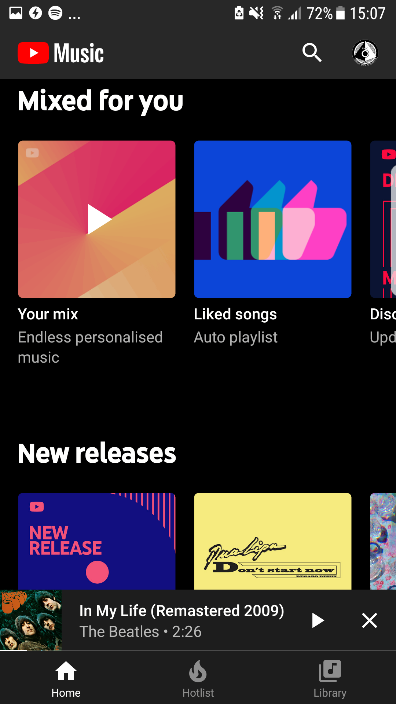 ... 72% 15:07
Music
Mixed for you
Your mix
Endless personalised
music
Liked songs
Auto playlist
Disc
Upd
New releases
NEW
RELEASE
Dua Lipa
Don't start now
In My Life (Remastered 2009)
The Beatles • 2:26
Home
Hotlist
Library